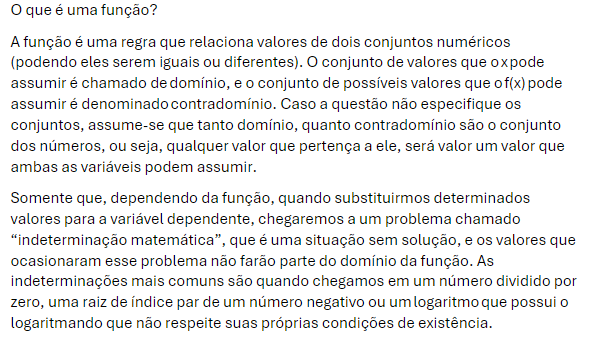 O que é uma função?
A função é uma regra que relaciona valores de dois conjuntos numéricos
(podendo eles serem iguais ou diferentes). O conjunto de valores que o x pode
assumir é chamado de domínio, e o conjunto de possíveis valores que o f(x) pode
assumir é denominado contradomínio. Caso a questão não especifique os
conjuntos, assume-se que tanto domínio, quanto contradomínio são o conjunto
dos números, ou seja, qualquer valor que pertença a ele, será valor um valor que
ambas as variáveis podem assumir.
Somente que, dependendo da função, quando substituirmos determinados
valores para a variável dependente, chegaremos a um problema chamado
“indeterminação matemática”, que é uma situação sem solução, e os valores que
ocasionaram esse problema não farão parte do domínio da função. As
indeterminações mais comuns são quando chegamos em um número dividido por
zero, uma raiz de índice par de um número negativo ou um logaritmo que possui o
logaritmando que não respeite suas próprias condições de existência.